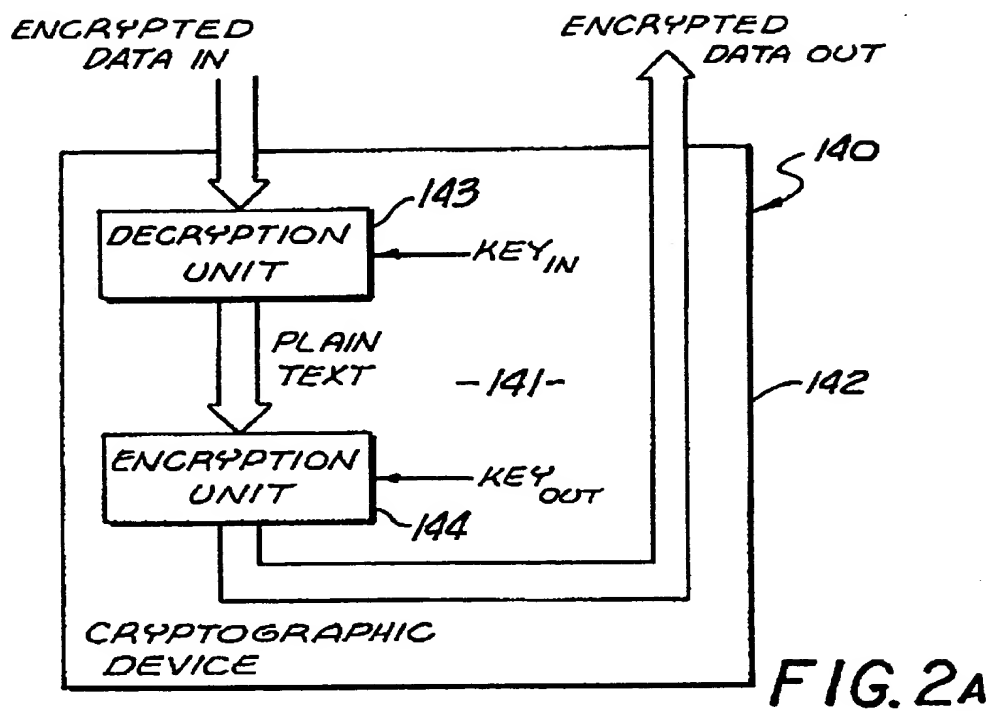 ENCRYPTED
DATA IN
ENCRYPTED
DATA OUT
140
143
DECRYPTION
UNIT
KEY IN
PLAIN
TEXT
-141-
142
ENCRYPTION
UNIT
KEY OUT
144
CRYPTOGRAPHIC
DEVICE
FIG. 2A